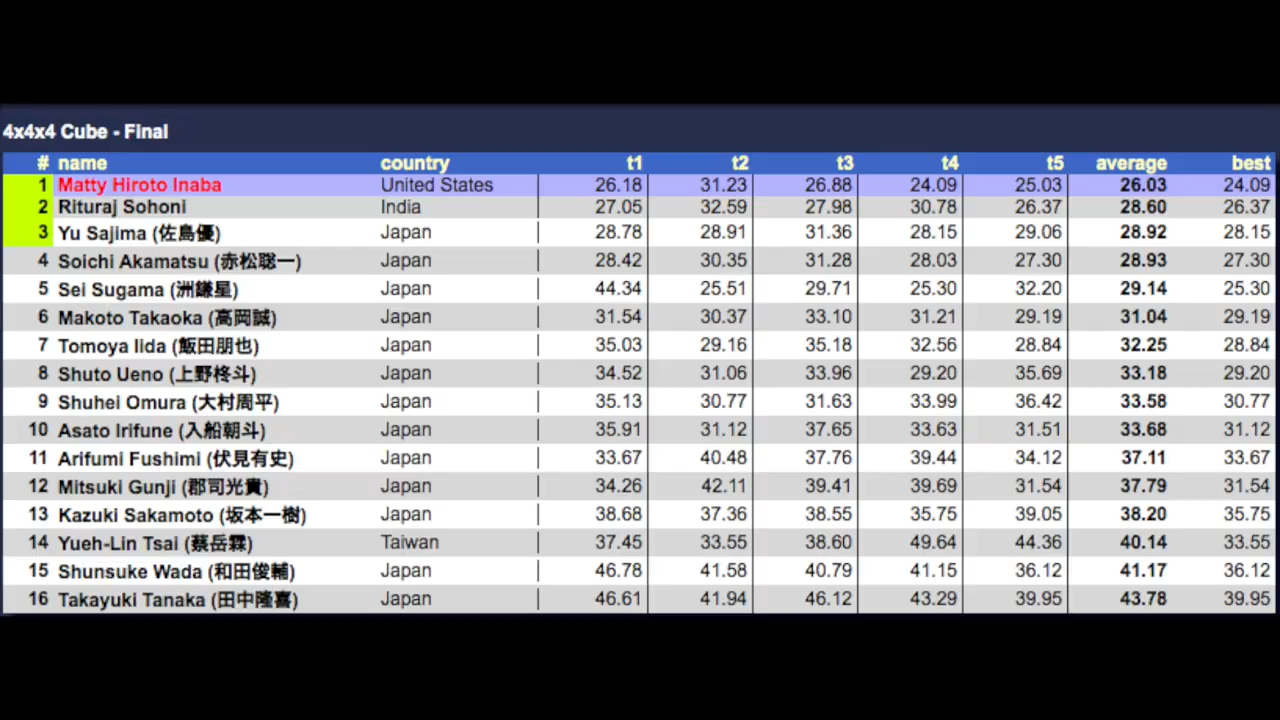 4x4x4 Cube - Final
# name country t1 t2 t3 t4 t5 average best
1 Matty Hiroto Inaba United States 26.18 31.23 26.88 24.09 25.03 26.03 24.09
2 Rituraj Sohoni India 27.05 32.59 27.98 30.78 26.37 28.60 26.37
3 Yu Sajima (佐島優) Japan 28.78 28.91 31.36 28.15 29.06 28.92 28.15
4 Soichi Akamatsu (赤松聡一) Japan 28.42 30.35 31.28 28.03 27.30 28.93 27.30
5 Sei Sugama (洲鎌星) Japan 44.34 25.51 29.71 25.30 32.20 29.14 25.30
6 Makoto Takaoka (高岡誠) Japan 31.54 30.37 33.10 31.21 29.19 31.04 29.19
7 Tomoya Iida (飯田朋也) Japan 35.03 29.16 35.18 32.56 28.84 32.25 28.84
8 Shuto Ueno (上野柊斗) Japan 34.52 31.06 33.96 29.20 35.69 33.18 29.20
9 Shuhei Omura (大村周平) Japan 35.13 30.77 31.63 33.99 36.42 33.58 30.77
10 Asato Irifune (入船朝斗) Japan 35.91 31.12 37.65 33.63 31.51 33.68 31.12
11 Arifumi Fushimi (伏見有史) Japan 33.67 40.48 37.76 39.44 34.12 37.11 33.67
12 Mitsuki Gunji (郡司光貴) Japan 34.26 42.11 39.41 39.69 31.54 37.79 31.54
13 Kazuki Sakamoto (坂本一樹) Japan 38.68 37.36 38.55 35.75 39.05 38.20 35.75
14 Yueh-Lin Tsai (蔡岳霖) Taiwan 37.45 33.55 38.60 49.64 44.36 40.14 33.55
15 Shunsuke Wada (和田俊輔) Japan 46.78 41.58 40.79 41.15 36.12 41.17 36.12
16 Takayuki Tanaka (田中隆喜) Japan 46.61 41.94 46.12 43.29 39.95 43.78 39.95